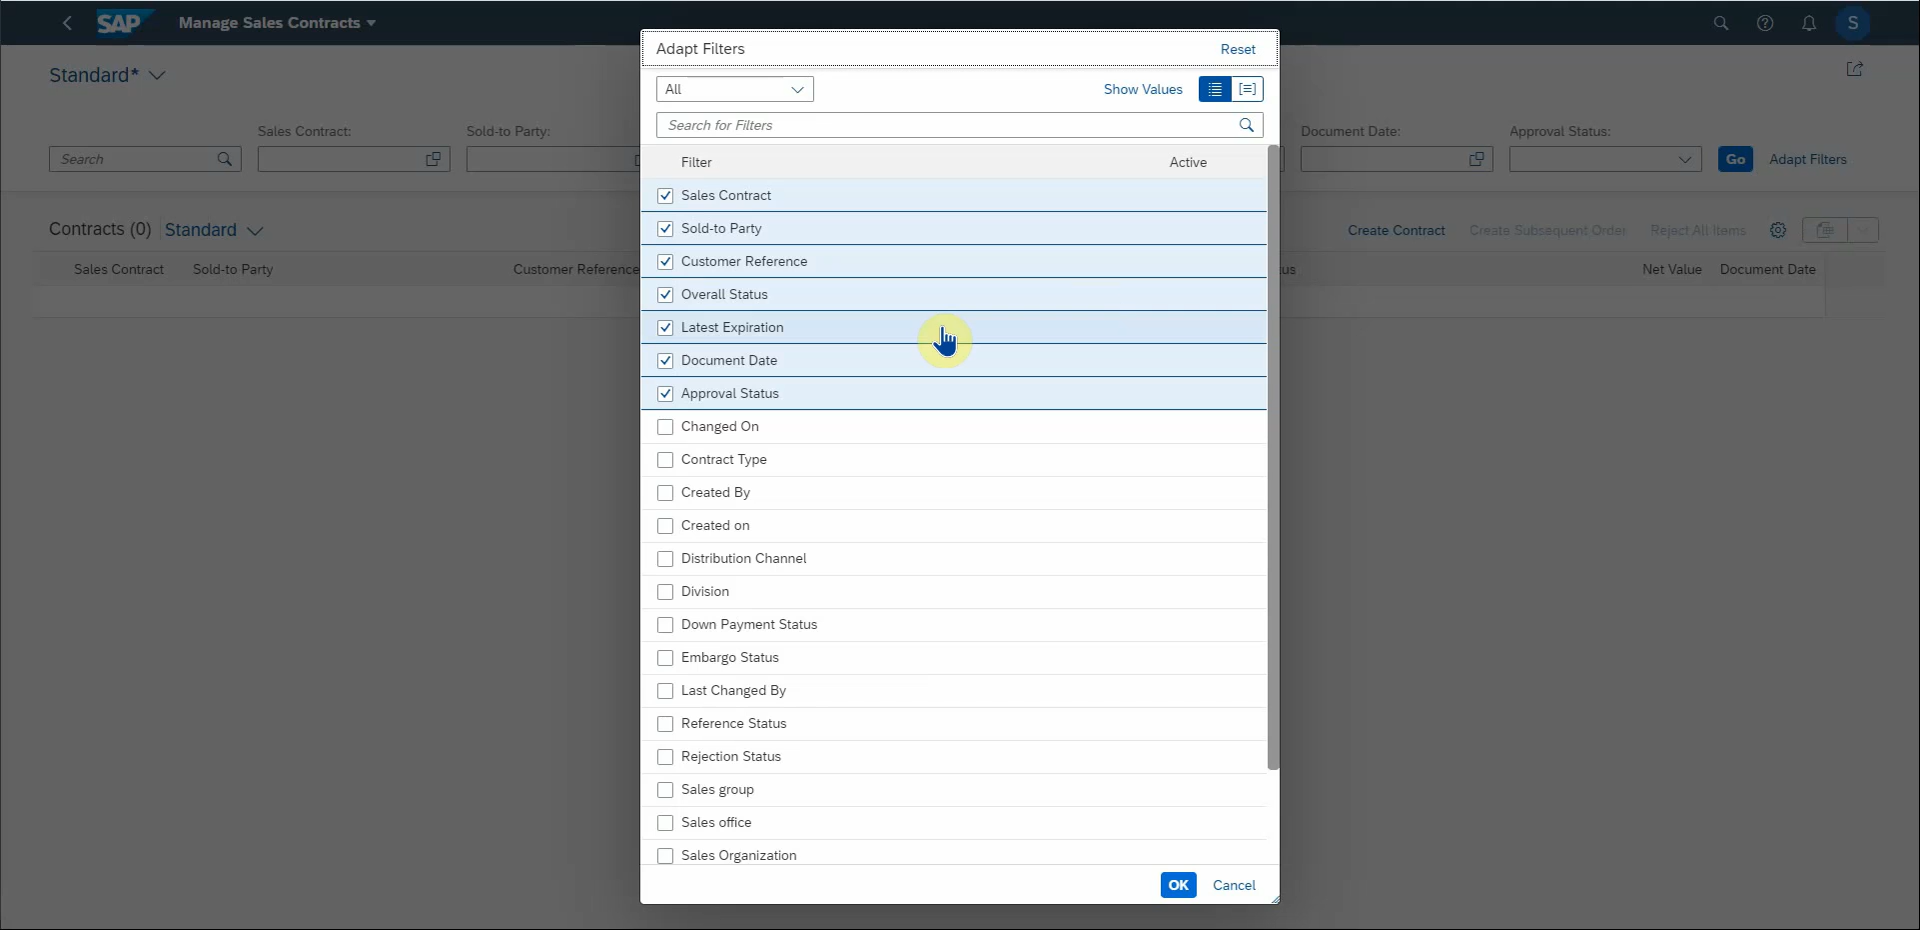 SAP Manage Sales Contracts
S
Adapt Filters Reset
Standard*
All Show Values
Search for Filters
Sales Contract: Sold-to Party: Document Date: Approval Status:
Search Go Adapt Filters
Filter Active
Sales Contract
Sold-to Party
Customer Reference
Overall Status
Latest Expiration
Document Date
Approval Status
Changed On
Contract Type
Created By
Created on
Distribution Channel
Division
Down Payment Status
Embargo Status
Last Changed By
Reference Status
Rejection Status
Sales group
Sales office
Sales Organization
OK Cancel
Contracts (0) Standard Create Contract Create Subsequent Order Reject All Items
Sales Contract Sold-to Party Customer Reference Net Value Document Date